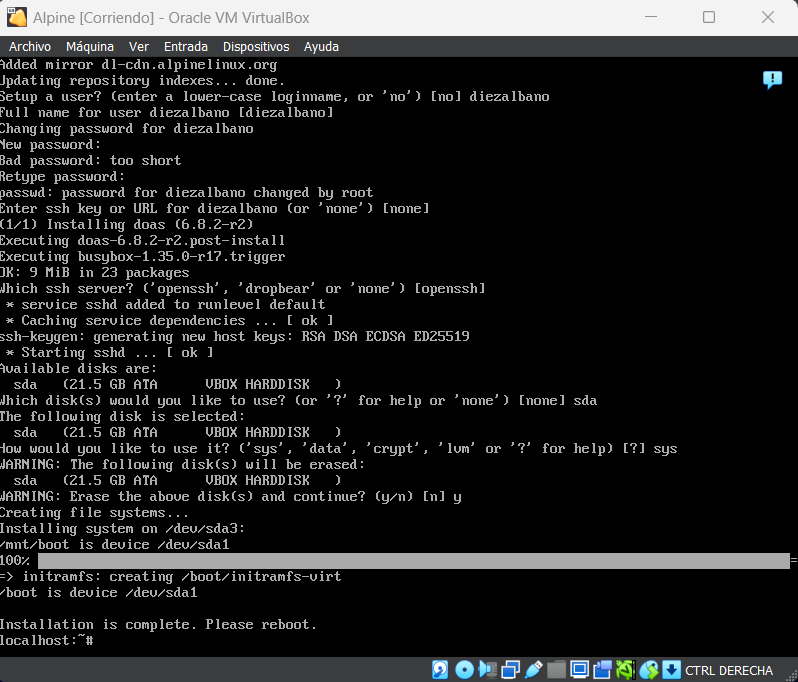 Alpine [Corriendo] - Oracle VM VirtualBox
Archivo Máquina Ver Entrada Dispositivos Ayuda
Added mirror dl-cdn.alpinelinux.org
Updating repository indexes... done.
Setup a user? (enter a lower-case loginname, or 'no') [no] diezalbano
Full name for user diezalbano [diezalbano]
Changing password for diezalbano
New password:
Bad password: too short
Retype password:
passwd: password for diezalbano changed by root
Enter ssh key or URL for diezalbano (or 'none') [none]
(1/1) Installing doas (6.8.2-r2)
Executing doas-6.8.2-r2.post-install
Executing busybox-1.35.0-r17.trigger
OK: 9 MiB in 23 packages
Which ssh server? ('openssh', 'dropbear' or 'none') [openssh]
 * service sshd added to runlevel default
 * Caching service dependencies ... [ ok ]
ssh-keygen: generating new host keys: RSA DSA ECDSA ED25519
 * Starting sshd ... [ ok ]
Available disks are:
  sda   (21.5 GB ATA      VBOX HARDDISK   )
Which disk(s) would you like to use? (or '?' for help or 'none') [none] sda
The following disk is selected:
  sda   (21.5 GB ATA      VBOX HARDDISK   )
How would you like to use it? ('sys', 'data', 'crypt', 'lvm' or '?' for help) [?] sys
WARNING: The following disk(s) will be erased:
  sda   (21.5 GB ATA      VBOX HARDDISK   )
WARNING: Erase the above disk(s) and continue? (y/n) [n] y
Creating file systems...
Installing system on /dev/sda3:
/mnt/boot is device /dev/sda1
100% =
=> initramfs: creating /boot/initramfs-virt
/boot is device /dev/sda1
Installation is complete. Please reboot.
localhost:~#
CTRL DERECHA